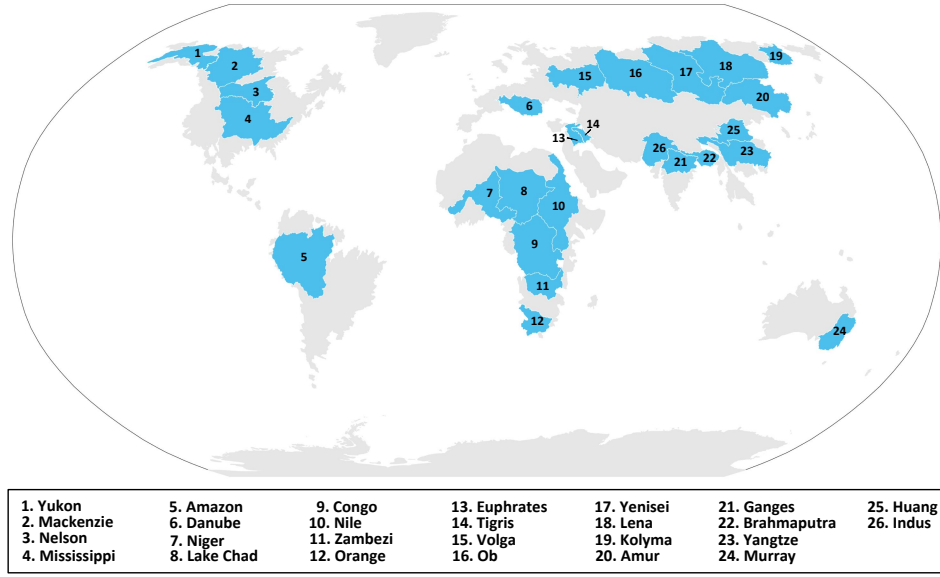 1
2
3
4
5
6
7
8
9
10
11
12
13
14
15
16
17
18
19
20
21
22
23
24
25
26
1. Yukon
2. Mackenzie
3. Nelson
4. Mississippi
5. Amazon
6. Danube
7. Niger
8. Lake Chad
9. Congo
10. Nile
11. Zambezi
12. Orange
13. Euphrates
14. Tigris
15. Volga
16. Ob
17. Yenisei
18. Lena
19. Kolyma
20. Amur
21. Ganges
22. Brahmaputra
23. Yangtze
24. Murray
25. Huang
26. Indus